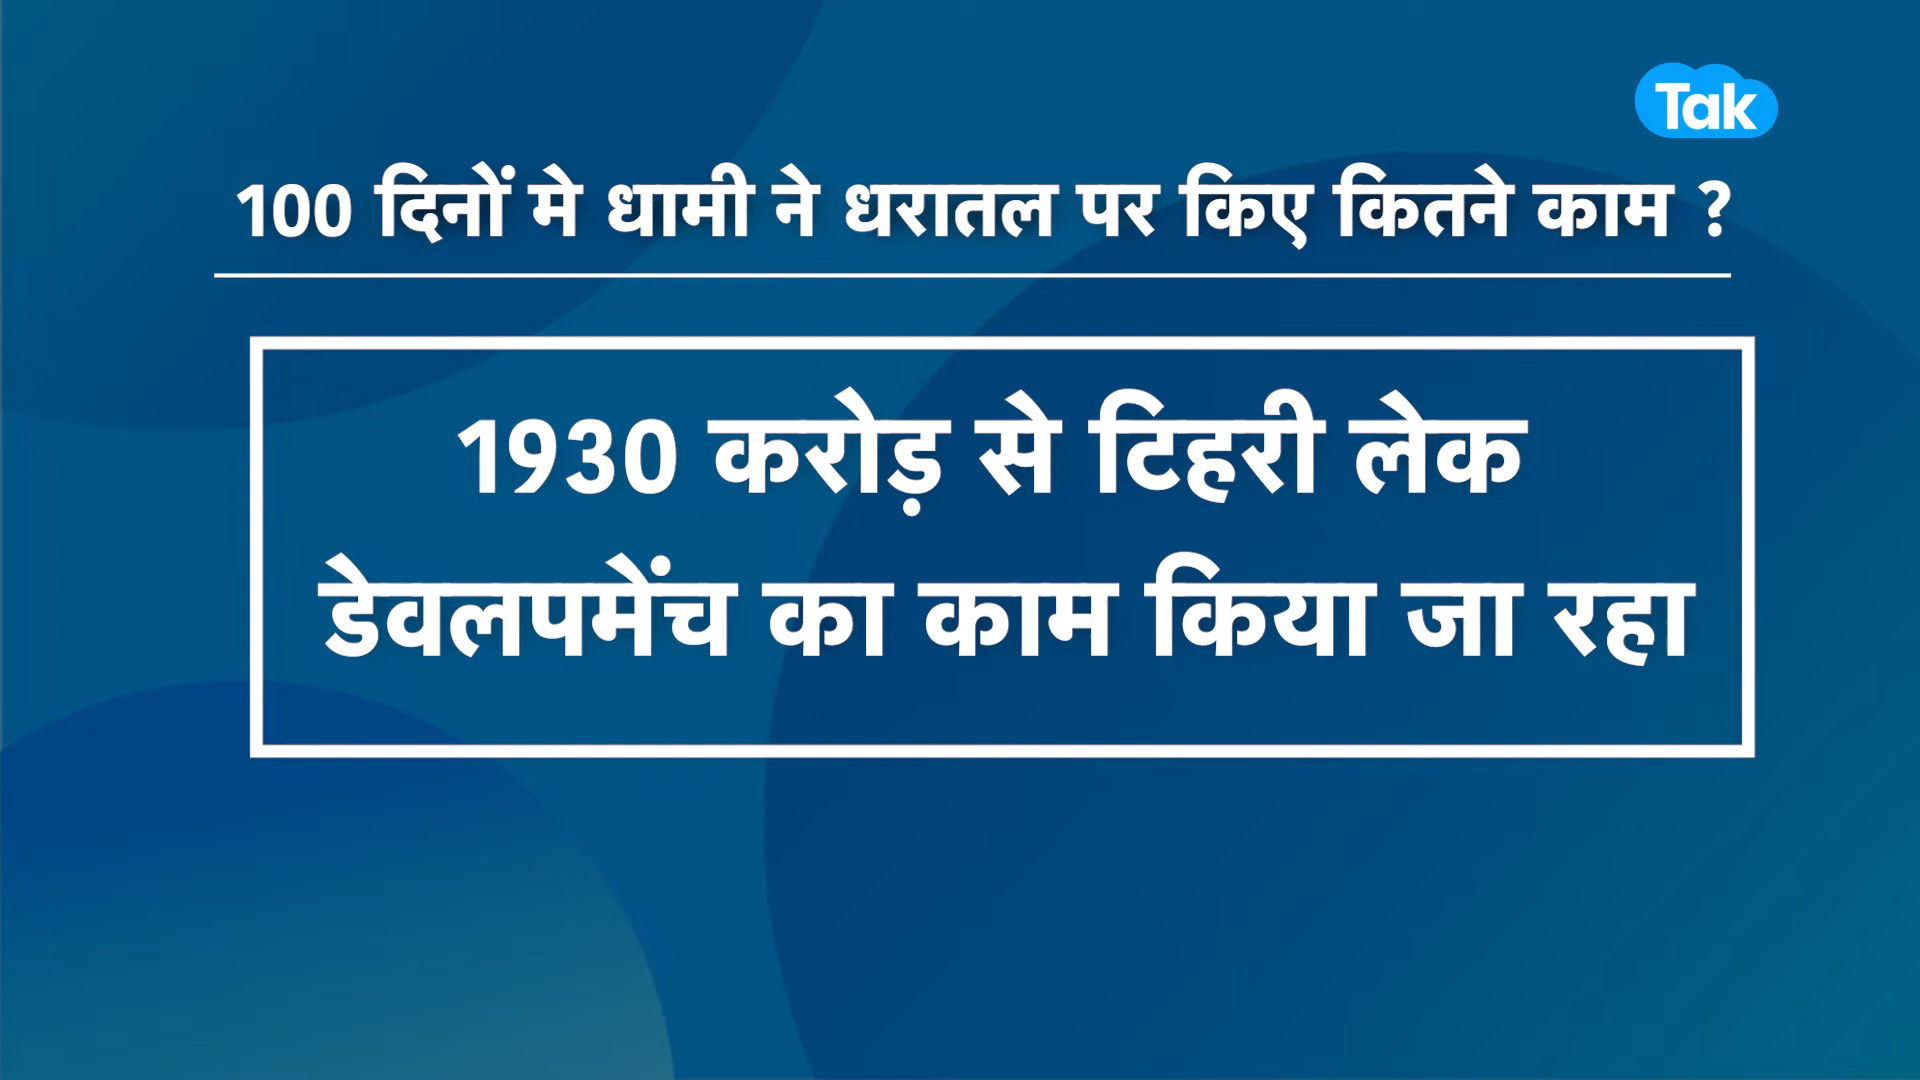 Tak
100 दिनों मे धामी ने धरातल पर किए कितने काम ?
1930 करोड़ से टिहरी लेक
डेवलपमेंच का काम किया जा रहा